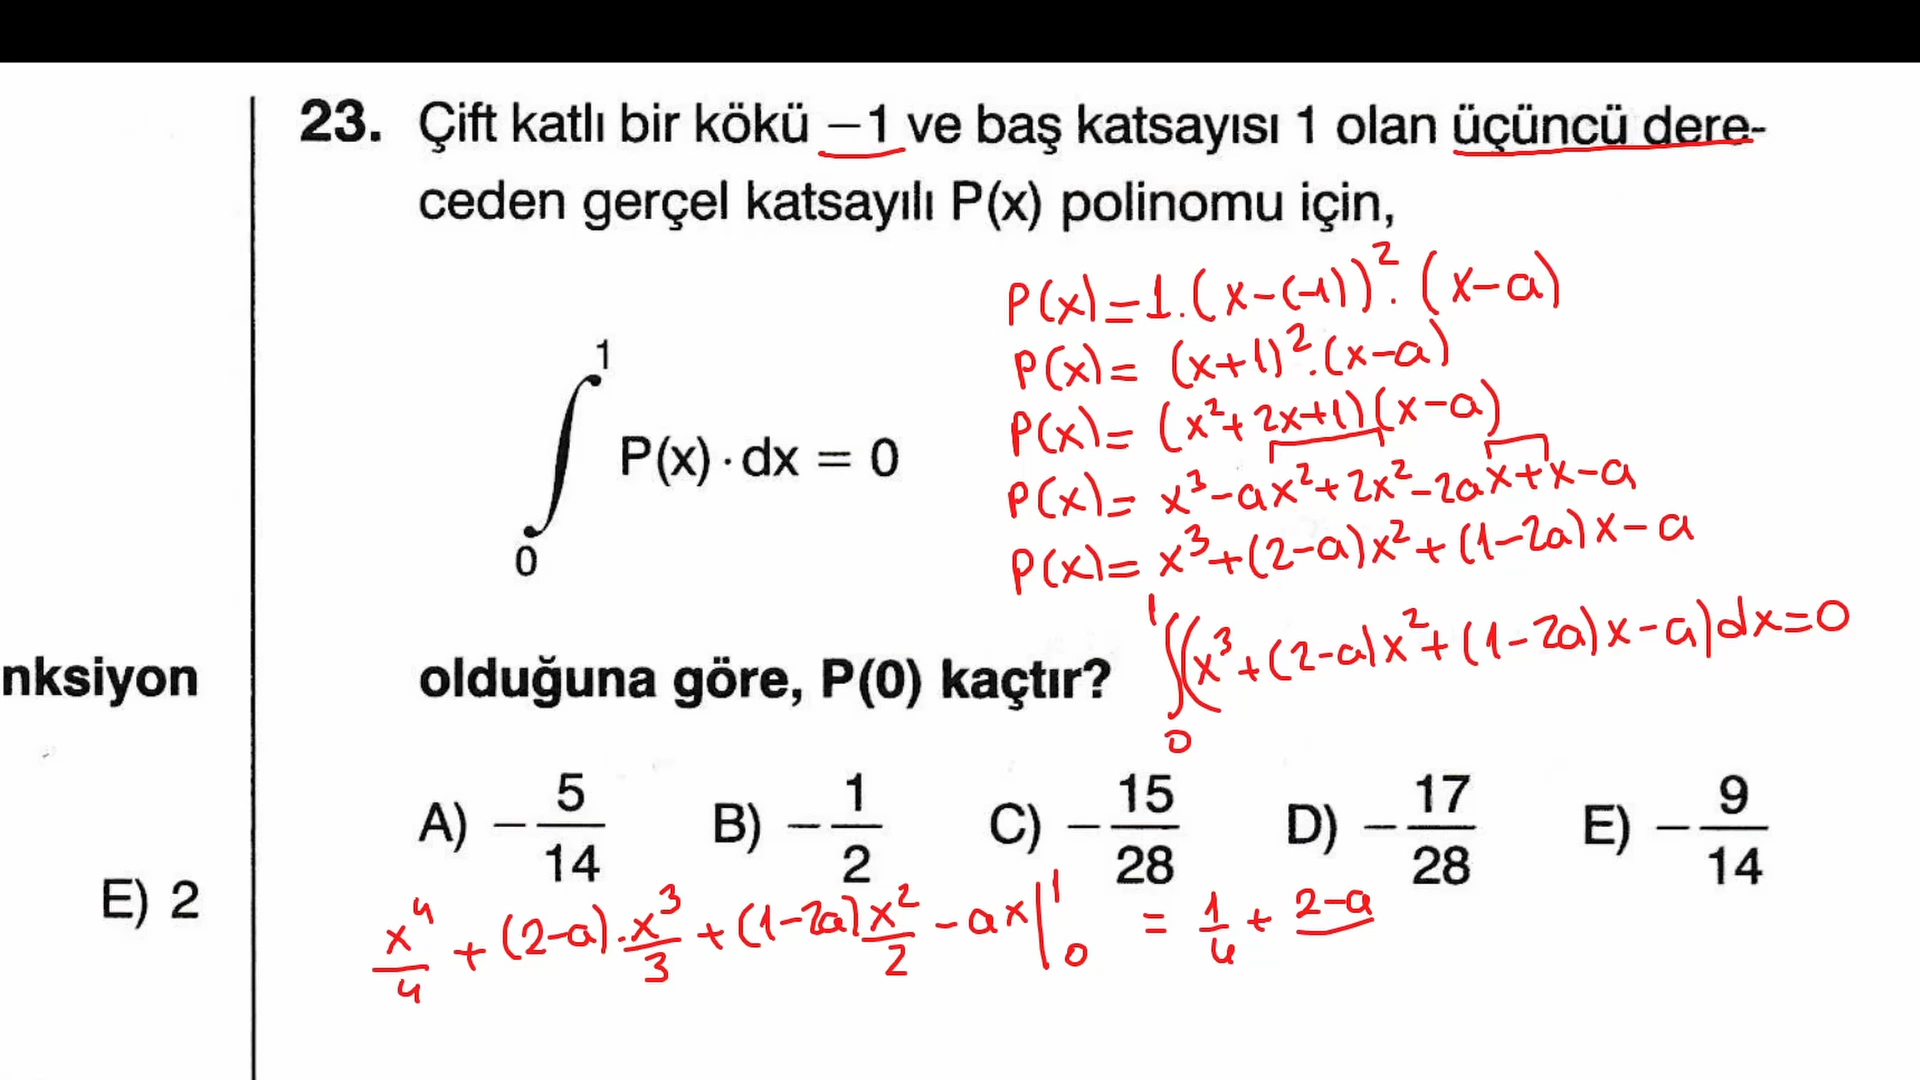 23. Çift katlı bir kökü −1 ve baş katsayısı 1 olan üçüncü dere-
ceden gerçel katsayılı P(x) polinomu için,
P(x)=1.(x-(-1))².(x-a)
P(x)= (x+1)².(x-a)
P(x)= (x²+2x+1)(x-a)
∫₀¹ P(x)·dx = 0
P(x)= x³-ax²+2x²-2ax+x-a
P(x)= x³+(2-a)x²+(1-2a)x-a
∫₀¹(x³+(2-a)x²+(1-2a)x-a)dx=0
nksiyon
olduğuna göre, P(0) kaçtır?
A) −5/14 B) −1/2 C) −15/28 D) −17/28 E) −9/14
E) 2
x⁴/4 + (2-a).x³/3 + (1-2a)x²/2 - ax|₀¹ = 1/4 + 2-a